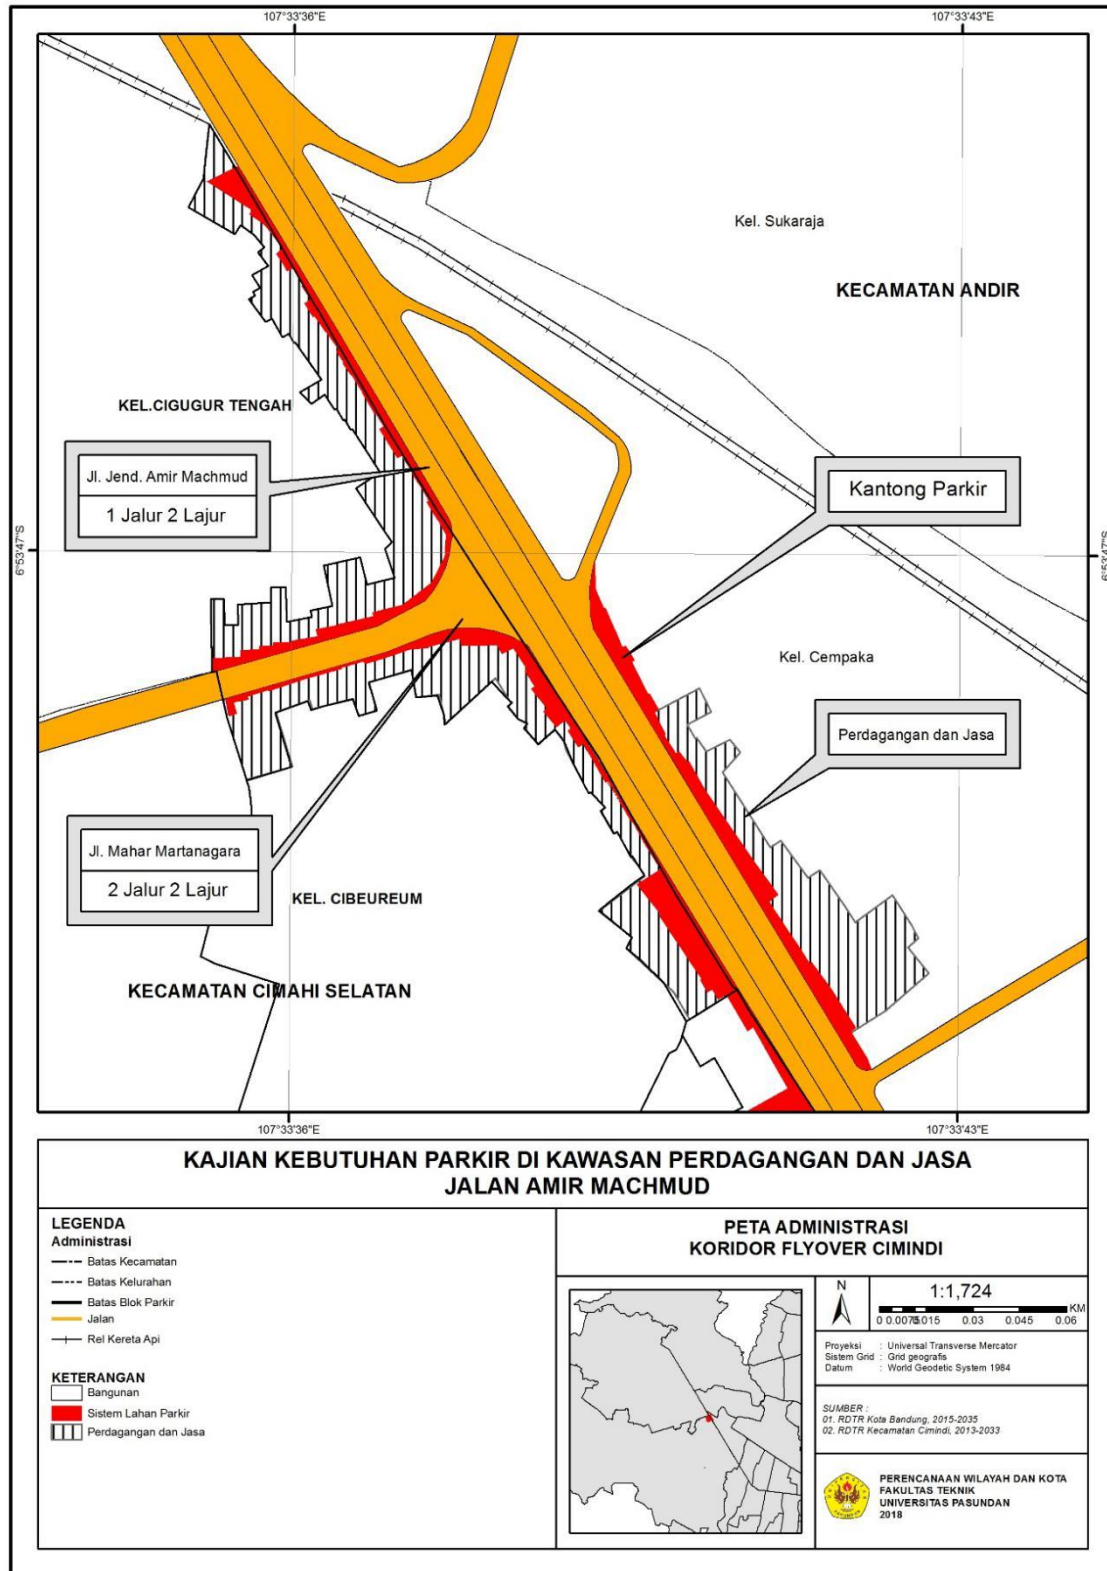 107°33'36"E
107°33'43"E
Kel. Sukaraja
KECAMATAN ANDIR
KEL.CIGUGUR TENGAH
Jl. Jend. Amir Machmud
1 Jalur 2 Lajur
Kantong Parkir
6°53'47"S
6°53'47"S
Kel. Cempaka
Perdagangan dan Jasa
Jl. Mahar Martanagara
2 Jalur 2 Lajur
KEL. CIBEUREUM
KECAMATAN CIMAHI SELATAN
107°33'36"E
107°33'43"E
KAJIAN KEBUTUHAN PARKIR DI KAWASAN PERDAGANGAN DAN JASA
JALAN AMIR MACHMUD
LEGENDA
Administrasi
Batas Kecamatan
Batas Kelurahan
Batas Blok Parkir
Jalan
Rel Kereta Api
KETERANGAN
Bangunan
Sistem Lahan Parkir
Perdagangan dan Jasa
PETA ADMINISTRASI
KORIDOR FLYOVER CIMINDI
N
1:1,724
KM
0 0.0075 0.015 0.03 0.045 0.06
Proyeksi : Universal Transverse Mercator
Sistem Grid : Grid geografis
Datum : World Geodetic System 1984
SUMBER :
01. RDTR Kota Bandung, 2015-2035
02. RDTR Kecamatan Cimindi, 2013-2033
PERENCANAAN WILAYAH DAN KOTA
FAKULTAS TEKNIK
UNIVERSITAS PASUNDAN
2018